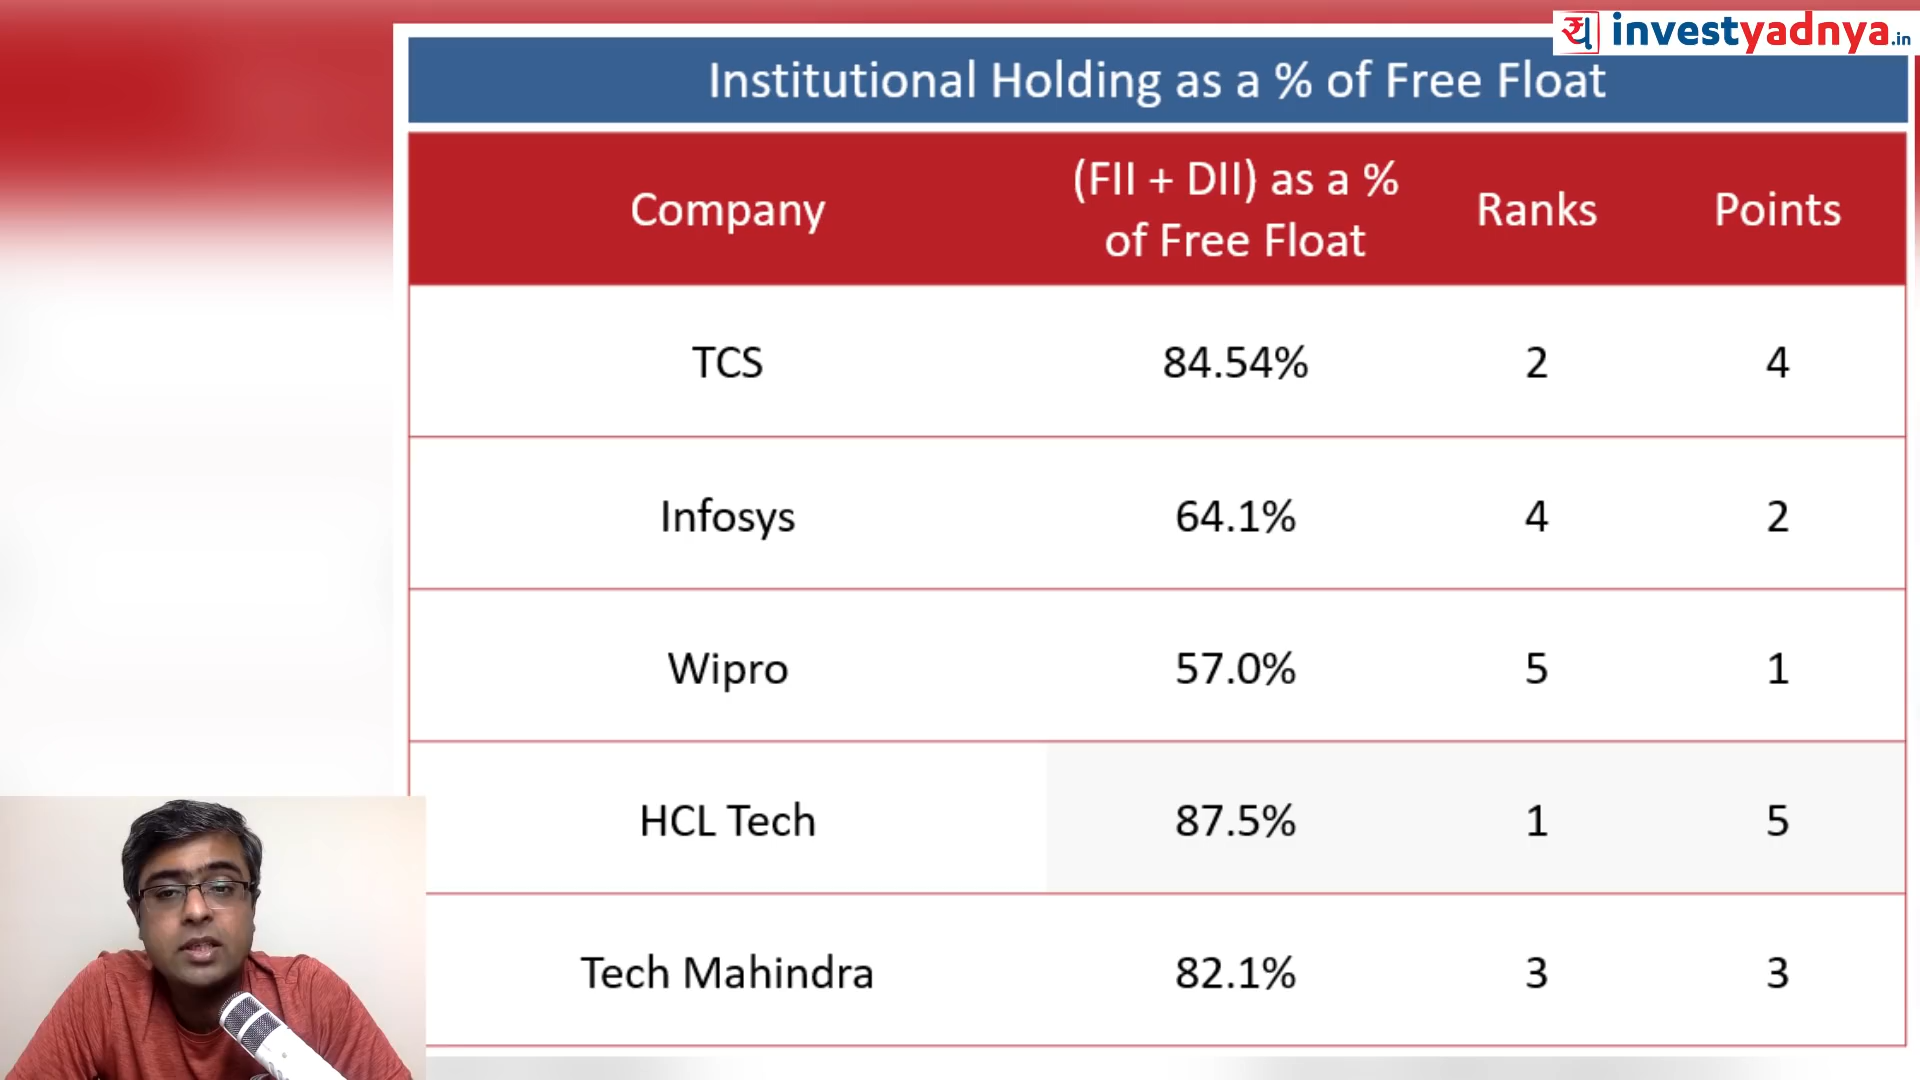 investyadnya.in
Institutional Holding as a % of Free Float
Company (FII + DII) as a % of Free Float Ranks Points
TCS 84.54% 2 4
Infosys 64.1% 4 2
Wipro 57.0% 5 1
HCL Tech 87.5% 1 5
Tech Mahindra 82.1% 3 3